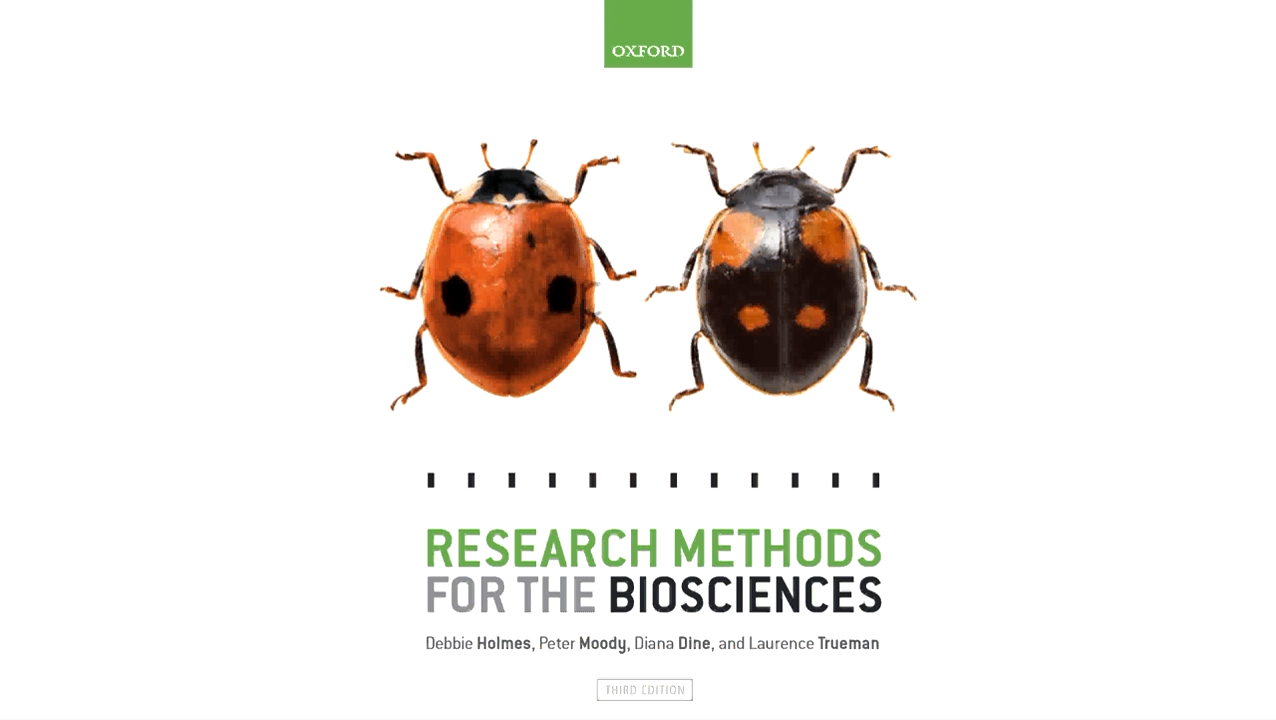 OXFORD
RESEARCH METHODS
FOR THE BIOSCIENCES
Debbie Holmes, Peter Moody, Diana Dine, and Laurence Trueman
THIRD EDITION